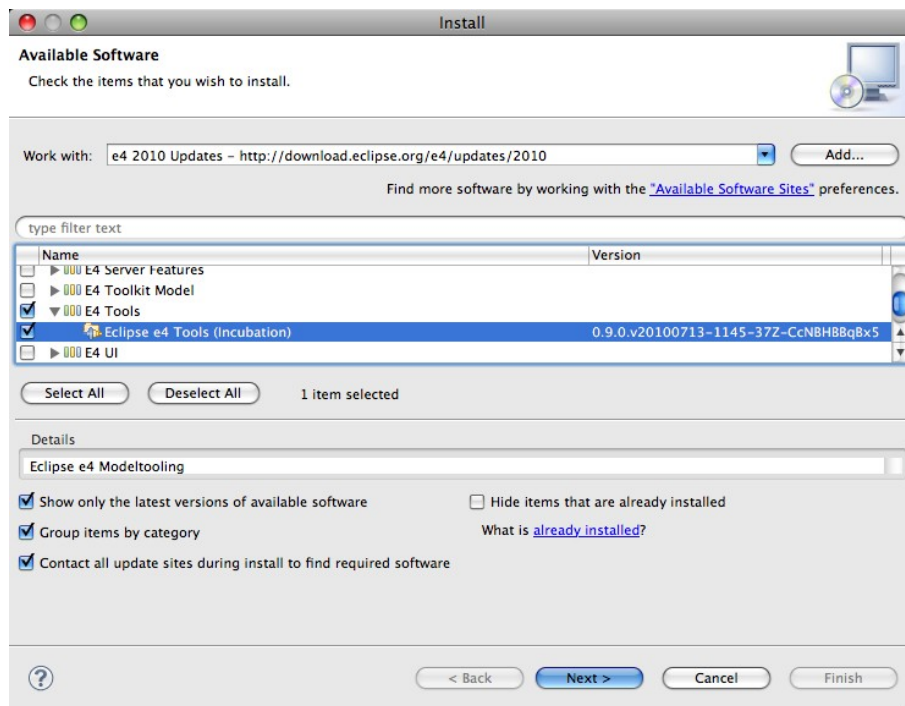 Install
Available Software
Check the items that you wish to install.
Work with: e4 2010 Updates – http://download.eclipse.org/e4/updates/2010 Add...
Find more software by working with the "Available Software Sites" preferences.
type filter text
Name Version
E4 Server Features
E4 Toolkit Model
E4 Tools
Eclipse e4 Tools (Incubation) 0.9.0.v20100713-1145-37Z-CcNBHBBqBx5
E4 UI
Select All Deselect All 1 item selected
Details
Eclipse e4 Modeltooling
Show only the latest versions of available software Hide items that are already installed
Group items by category What is already installed?
Contact all update sites during install to find required software
? < Back Next > Cancel Finish